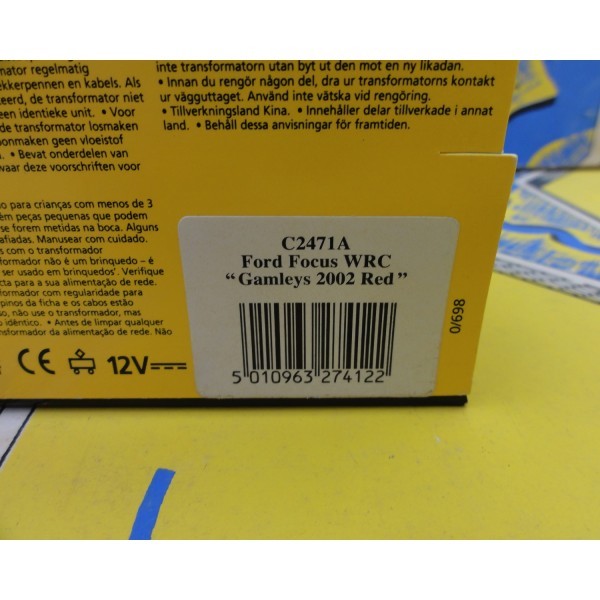 mator regelmatig
kkerpennen en kabels. Als
eerd, de transformator niet
een identieke unit. • Voor
de transformator losmaken
oonmaken geen vloeistof
. • Bevat onderdelen van
waar deze voorschriften voor
inte transformatorn utan byt ut den mot en ny likadan.
• Innan du rengör någon del, dra ur transformatorns kontakt
ur vägguttaget. Använd inte vätska vid rengöring.
• Tillverkningsland Kina. • Innehåller delar tillverkade i annat
land. • Behåll dessa anvisningar för framtiden.
o para crianças com menos de 3
ém peças pequenas que podem
se forem metidas na boca. Alguns
afiadas. Manusear com cuidado.
s com o transformador
formador não é um brinquedo – é
ser usado em brinquedos'. Verifique
tta para a sua alimentação de rede.
formador com regularidade para
pinos da ficha e os cabos estão
so, não use o transformador, mas
o idêntico. • Antes de limpar qualquer
sformador da alimentação de rede. Não
CE 12V
C2471A
Ford Focus WRC
“Gamleys 2002 Red”
5 010963 274122
0/698